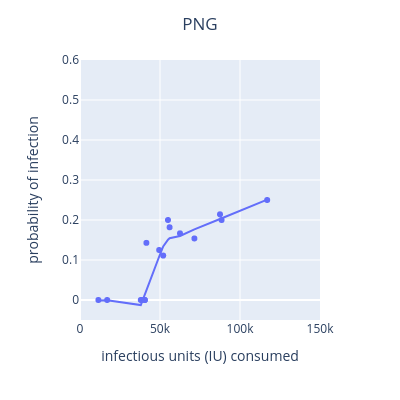 PNG
0.6
0.5
0.4
0.3
0.2
0.1
0
probability of infection
0 50k 100k 150k
infectious units (IU) consumed